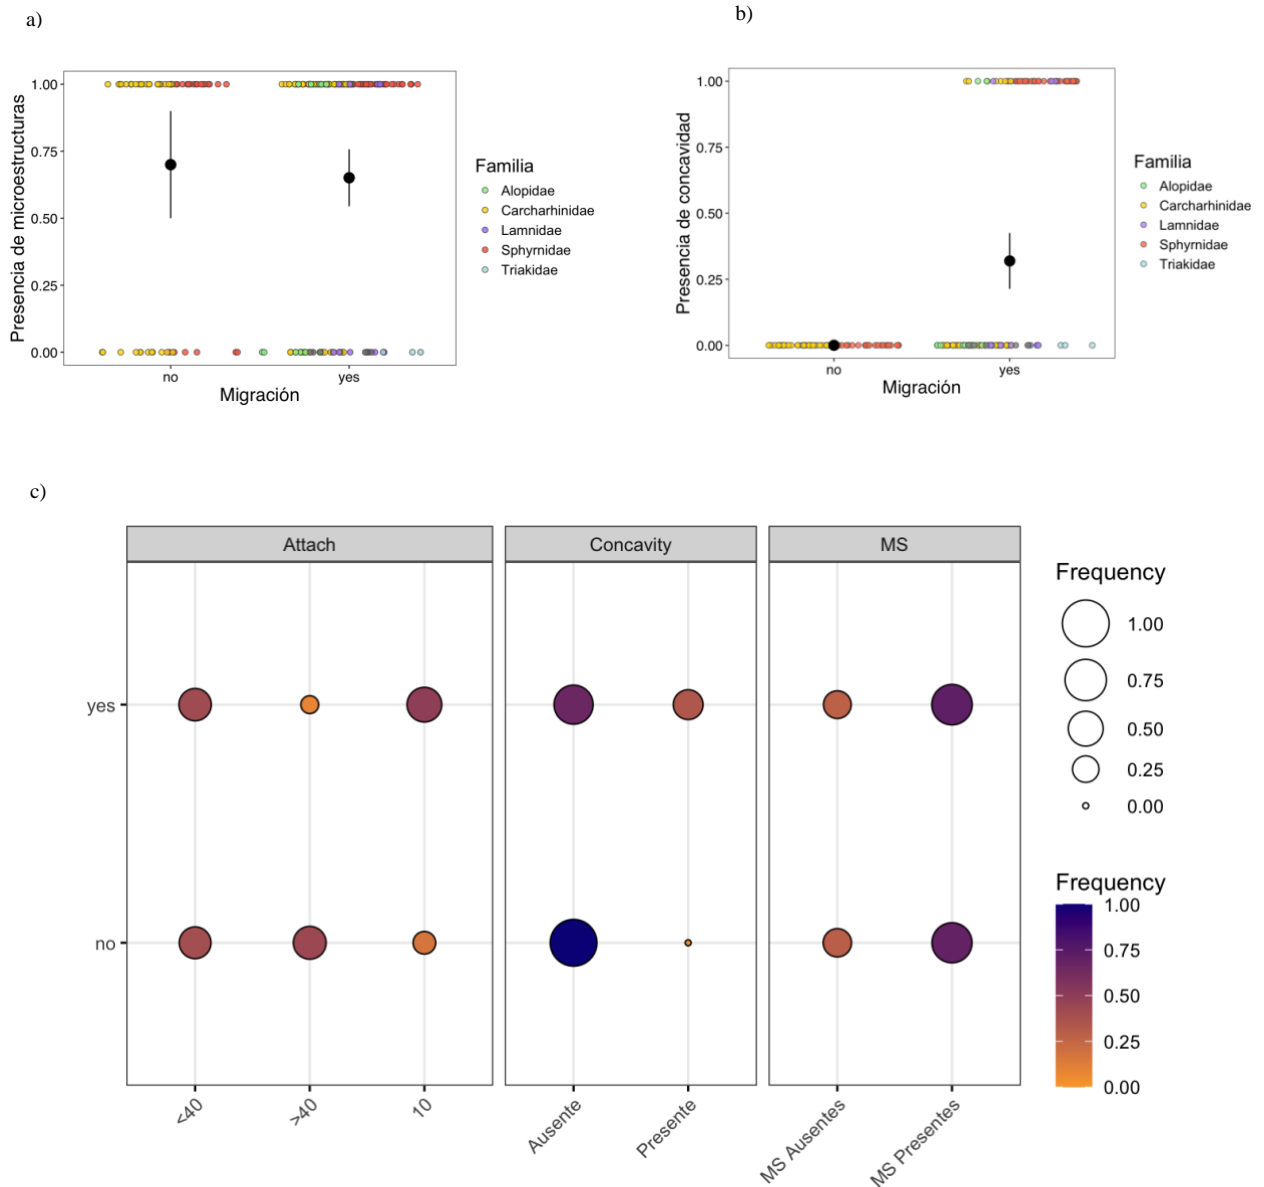 a)
Presencia de microestructuras
1.00
0.75
0.50
0.25
0.00
no
yes
Migración
Familia
Alopidae
Carcharhinidae
Lamnidae
Sphyrnidae
Triakidae
b)
Presencia de concavidad
1.00
0.75
0.50
0.25
0.00
no
yes
Migración
Familia
Alopidae
Carcharhinidae
Lamnidae
Sphyrnidae
Triakidae
c)
Attach
Concavity
MS
yes
no
<40
>40
10
Ausente
Presente
MS Ausentes
MS Presentes
Frequency
1.00
0.75
0.50
0.25
0.00
Frequency
1.00
0.75
0.50
0.25
0.00